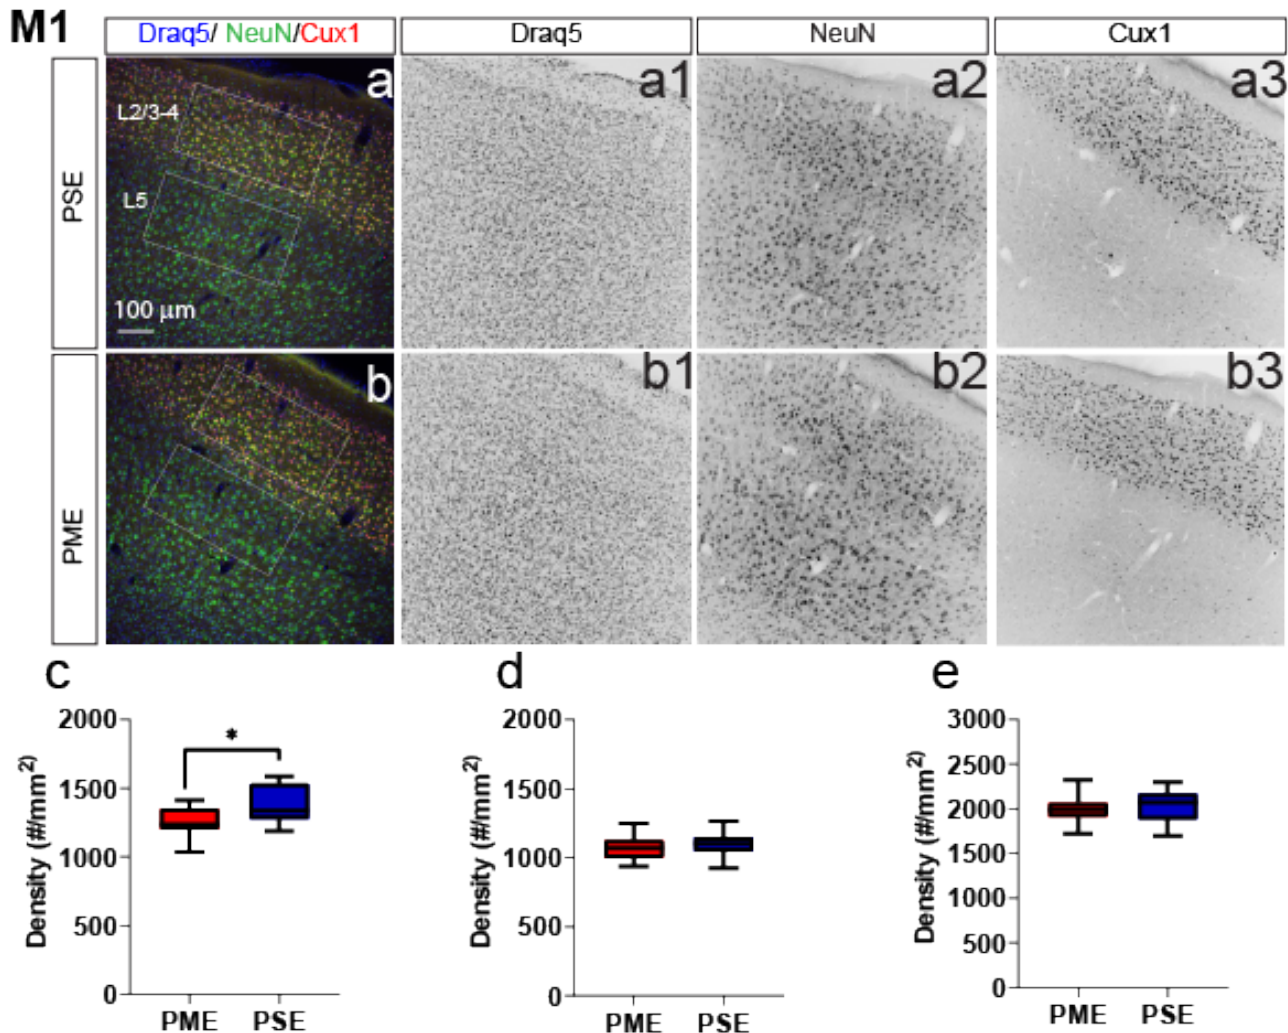 M1
Draq5/ NeuN/Cux1
Draq5
NeuN
Cux1
PSE
a
L2/3-4
L5
100 μm
a1
a2
a3
PME
b
b1
b2
b3
c
2000
1500
1000
500
0
Density (#/mm²)
*
PME
PSE
d
2000
1500
1000
500
0
Density (#/mm²)
PME
PSE
e
3000
2500
2000
1500
1000
500
0
Density (#/mm²)
PME
PSE